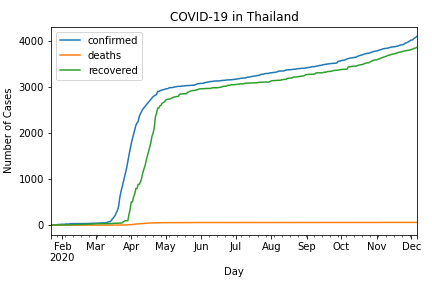 COVID-19 in Thailand
confirmed
deaths
recovered
Number of Cases
4000
3000
2000
1000
0
Feb Mar Apr May Jun Jul Aug Sep Oct Nov Dec
2020
Day